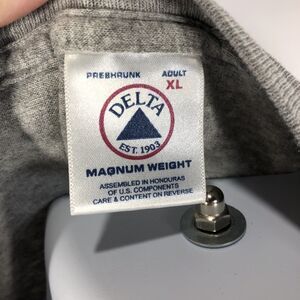 PRESHRUNK ADULT
XL
DELTA
EST. 1903
MAGNUM WEIGHT
ASSEMBLED IN HONDURAS
OF U.S. COMPONENTS
CARE & CONTENT ON REVERSE